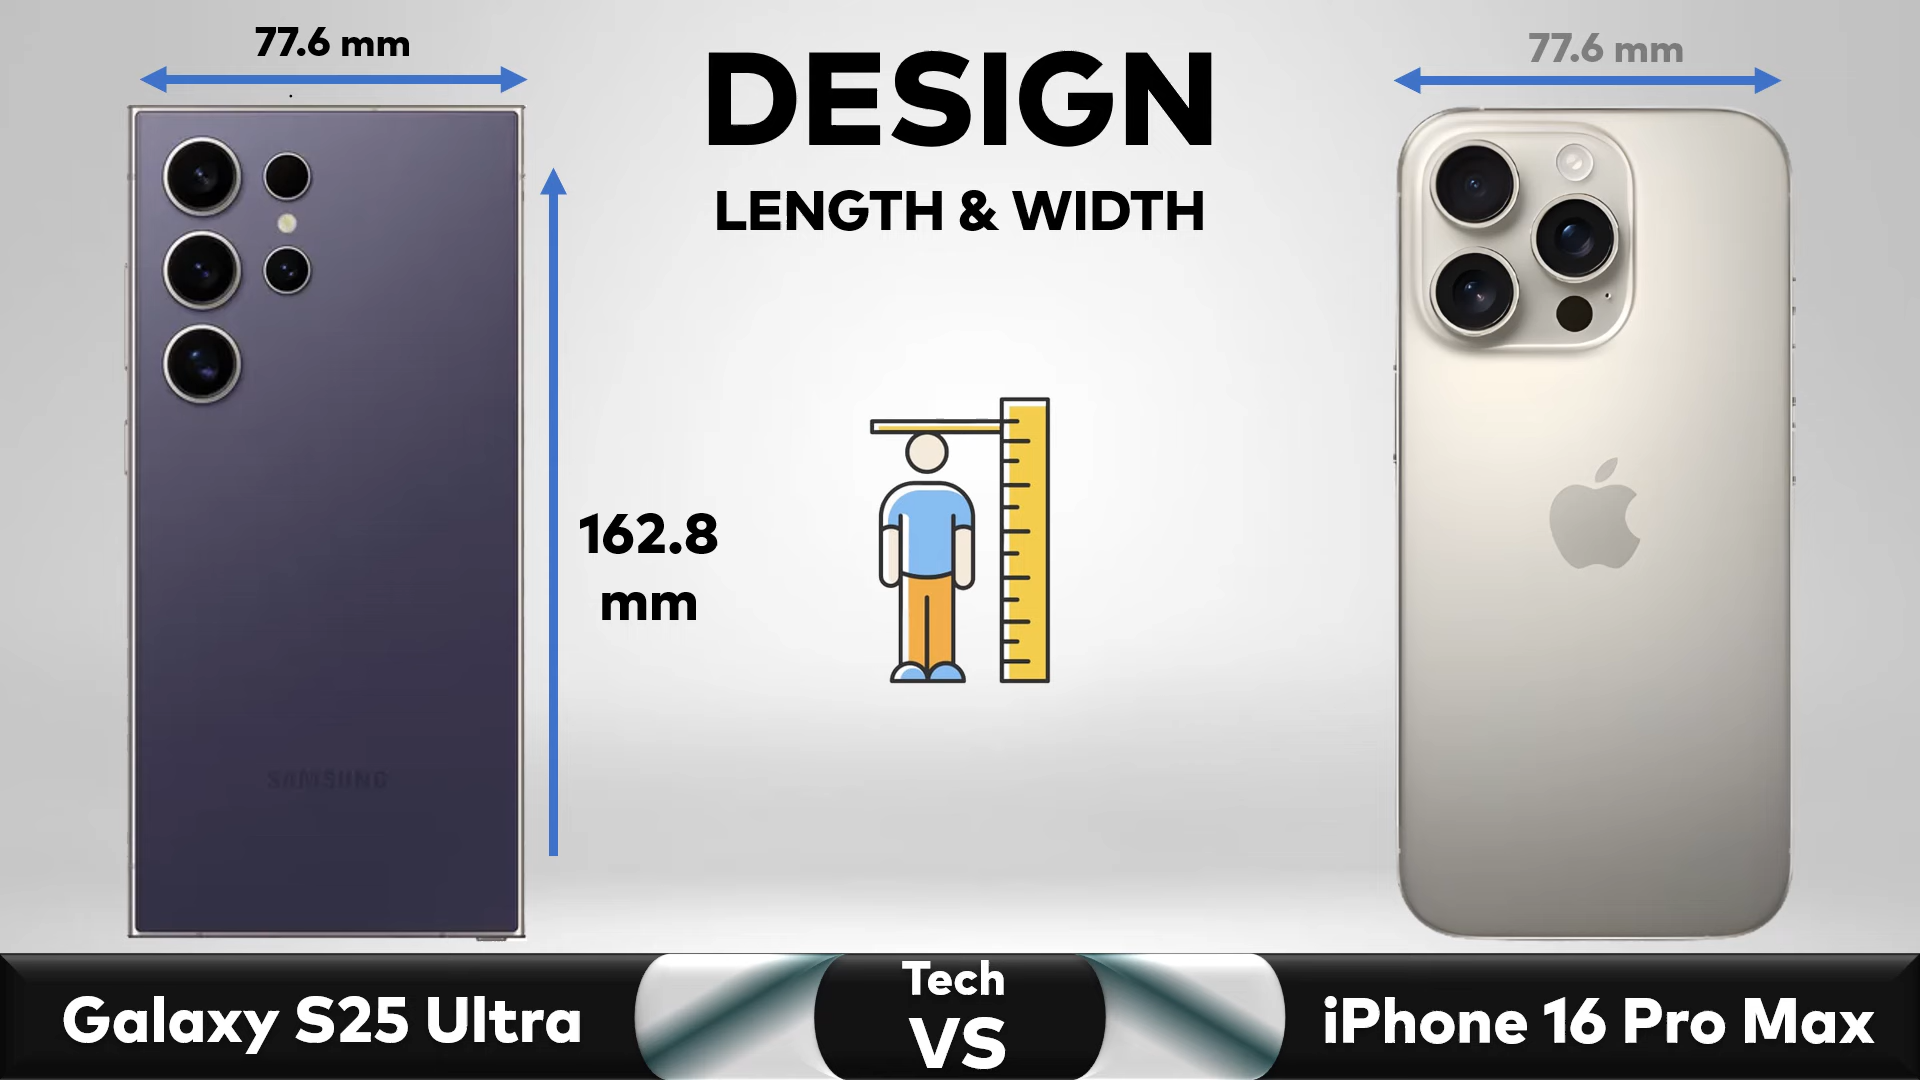 77.6 mm
DESIGN
77.6 mm
LENGTH & WIDTH
162.8
mm
SAMSUNG
Galaxy S25 Ultra
Tech
VS
iPhone 16 Pro Max